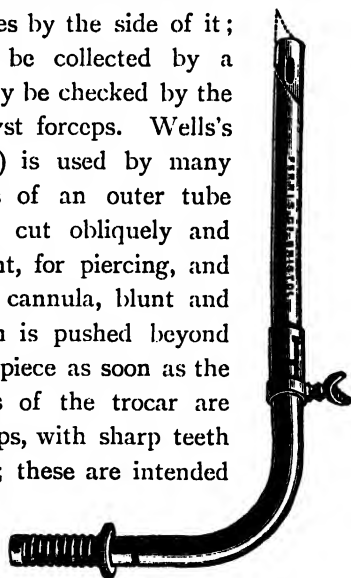 es by the side of it;
be collected by a
y be checked by the
yst forceps. Wells's
) is used by many
s of an outer tube
cut obliquely and
nt, for piercing, and
cannula, blunt and
h is pushed beyond
piece as soon as the
s of the trocar are
ps, with sharp teeth
; these are intended